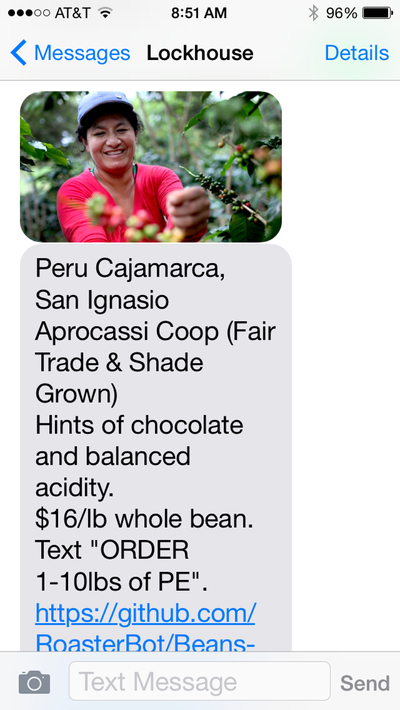 AT&T 8:51 AM 96%
Messages Lockhouse Details
Peru Cajamarca,
San Ignasio
Aprocassi Coop (Fair
Trade & Shade
Grown)
Hints of chocolate
and balanced
acidity.
$16/lb whole bean.
Text "ORDER
1-10lbs of PE".
https://github.com/
RoasterBot/Beans-
Text Message Send